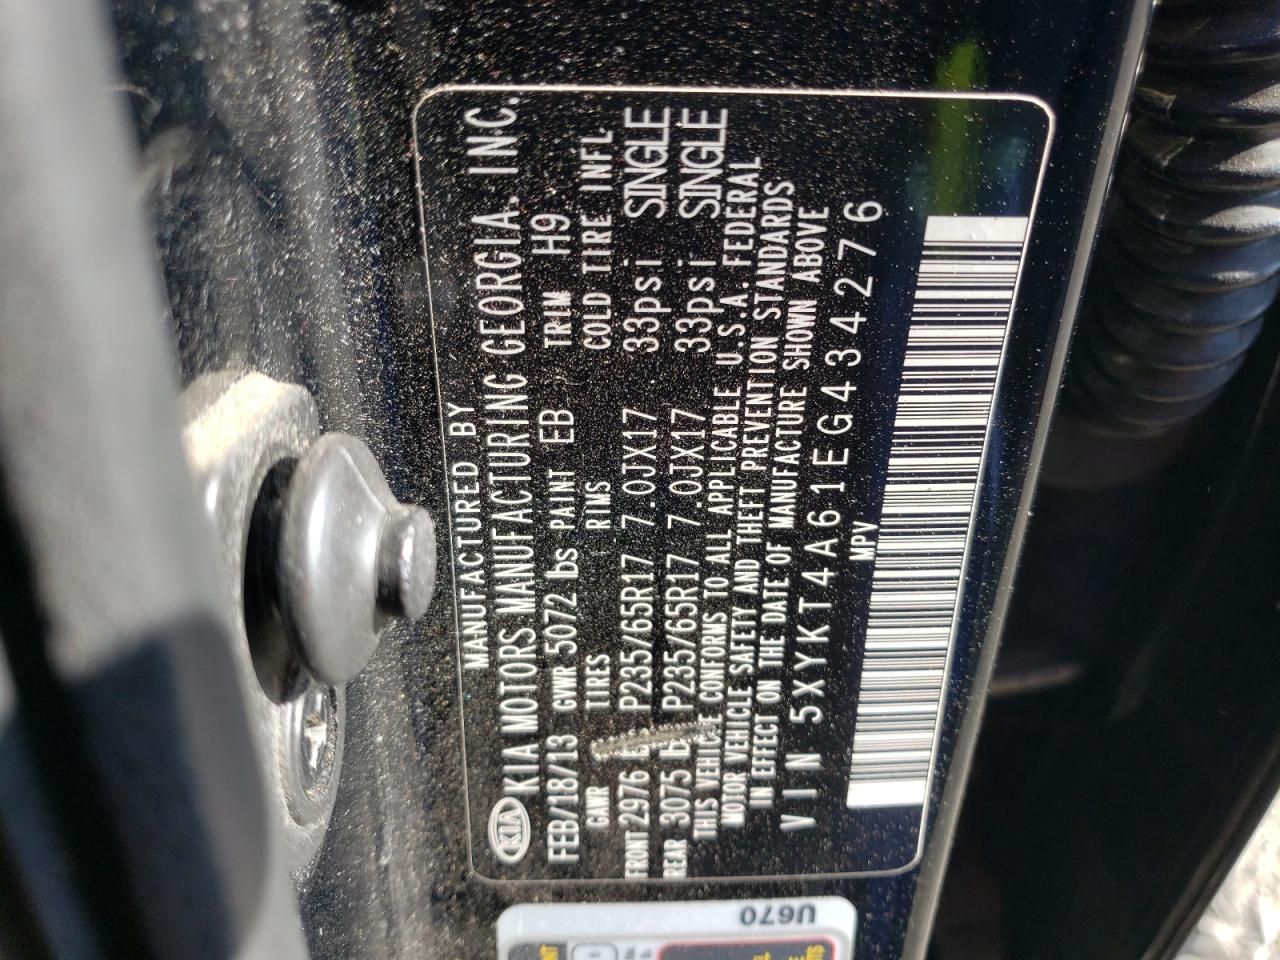 MANUFACTURED BY
KIA KIA MOTORS MANUFACTURING GEORGIA. INC.
FEB/18/13 GVWR 5072 lbs PAINT EB TRIM H9
GAWR TIRES RIMS COLD TIRE INFL
FRONT 2976 P235/65R17 7.0JX17 33psi SINGLE
REAR 3075 P235/65R17 7.0JX17 33psi SINGLE
THIS VEHICLE CONFORMS TO ALL APPLICABLE U.S.A. FEDERAL
MOTOR VEHICLE SAFETY AND THEFT PREVENTION STANDARDS
IN EFFECT ON THE DATE OF MANUFACTURE SHOWN ABOVE
VIN 5XYKT4A61EG434276
MPV
U670